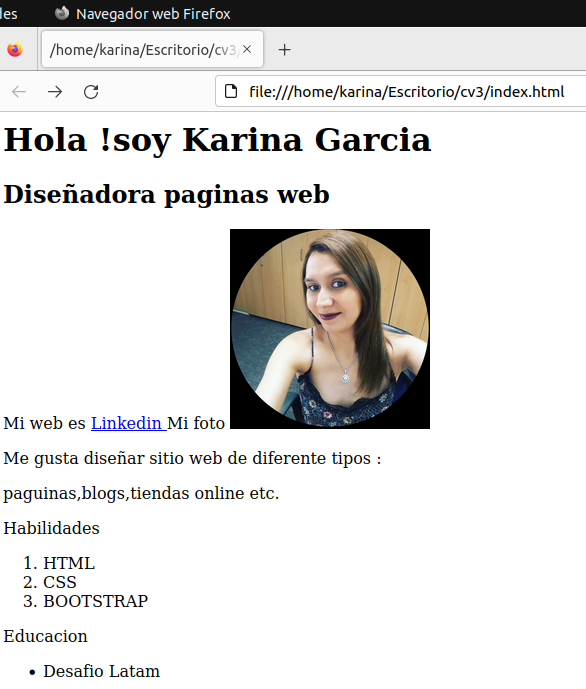 des Navegador web Firefox
/home/karina/Escritorio/cv3/
file:///home/karina/Escritorio/cv3/index.html
Hola !soy Karina Garcia
Diseñadora paginas web
Mi web es Linkedin Mi foto
Me gusta diseñar sitio web de diferente tipos :
paguinas,blogs,tiendas online etc.
Habilidades
1. HTML
2. CSS
3. BOOTSTRAP
Educacion
• Desafio Latam